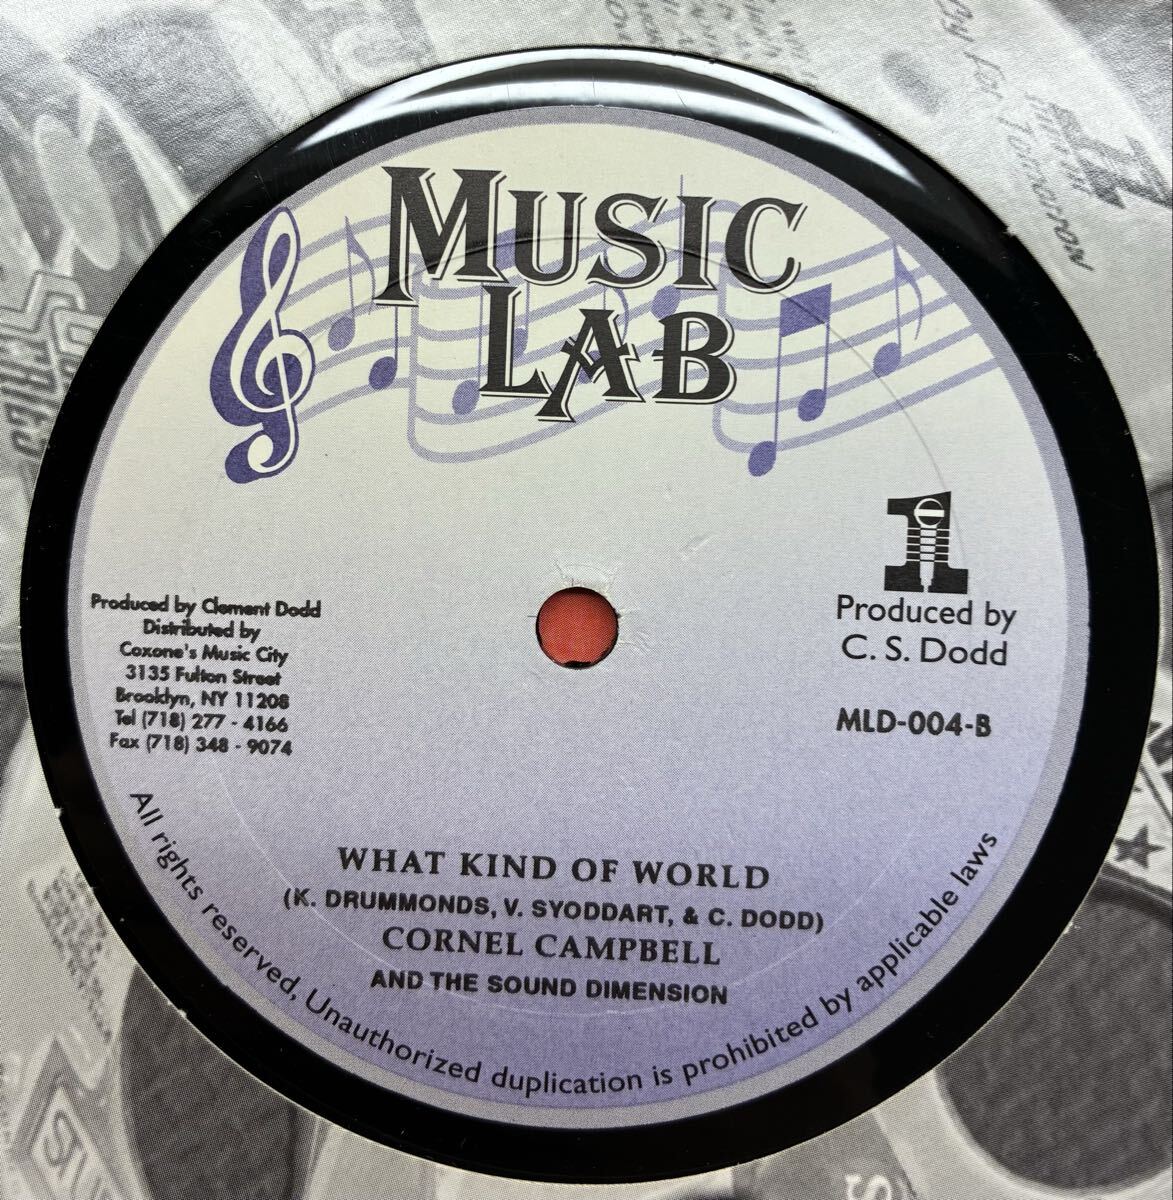 MUSIC
LAB
1
Produced by Clement Dodd
Distributed by
Coxone's Music City
3135 Fulton Street
Brooklyn, NY 11208
Tel (718) 277 - 4166
Fax (718) 348 - 9074
Produced by
C. S. Dodd
MLD-004-B
WHAT KIND OF WORLD
(K. DRUMMONDS, V. SYODDART, & C. DODD)
CORNEL CAMPBELL
AND THE SOUND DIMENSION
All rights reserved, Unauthorized duplication is prohibited by applicable laws